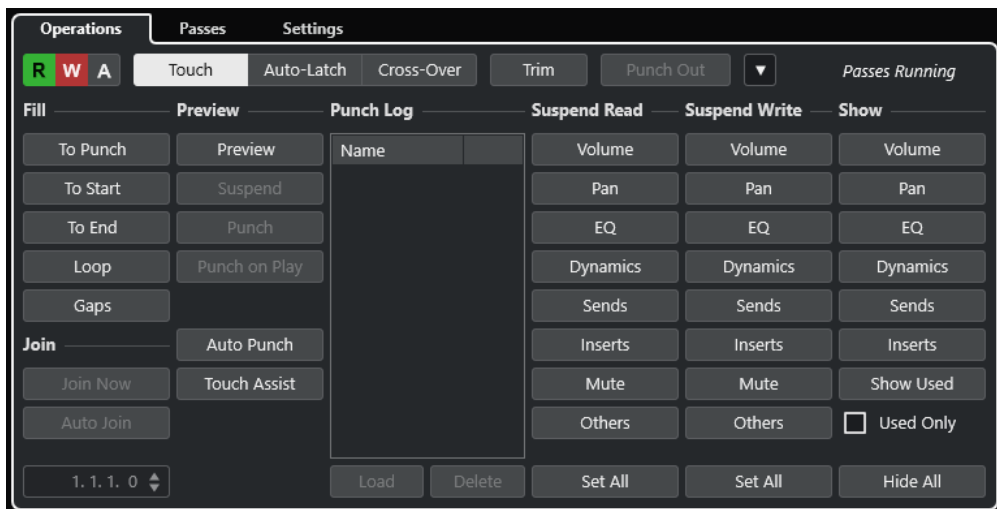 Operations Passes Settings
R W A Touch Auto-Latch Cross-Over Trim Punch Out Passes Running
Fill Preview Punch Log Suspend Read Suspend Write Show
To Punch Preview Name Volume Volume Volume
To Start Suspend Pan Pan Pan
To End Punch EQ EQ EQ
Loop Punch on Play Dynamics Dynamics Dynamics
Gaps Sends Sends Sends
Join Auto Punch Inserts Inserts Inserts
Join Now Touch Assist Mute Mute Show Used
Auto Join Others Others Used Only
1. 1. 1. 0 Load Delete Set All Set All Hide All